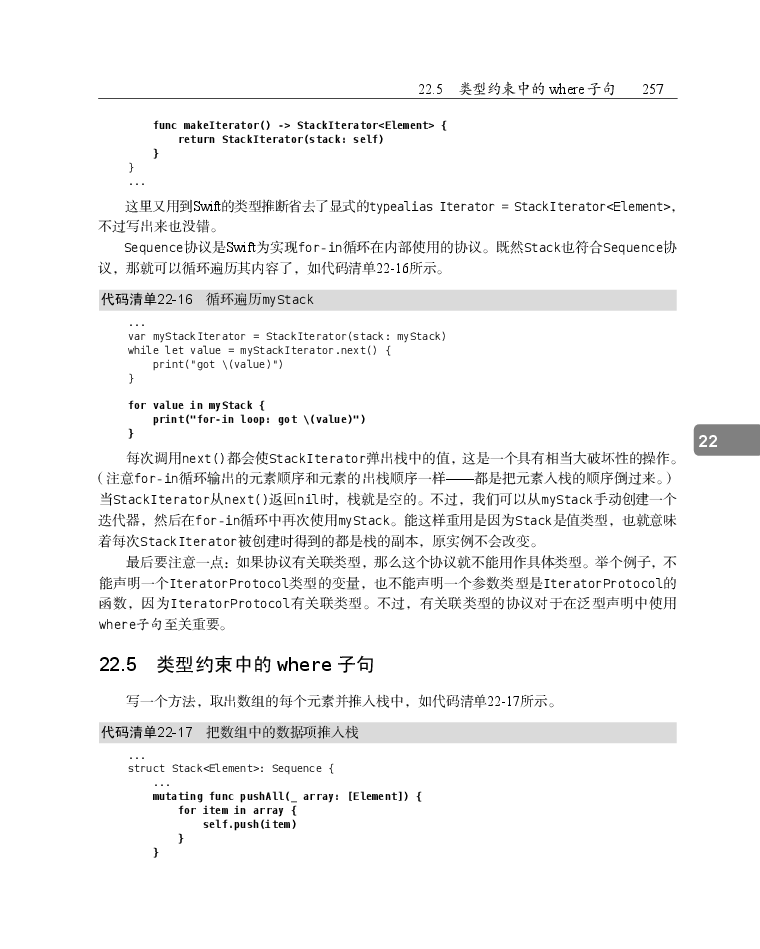 22.5 类型约束中的 where 子句 257
func makeIterator() -> StackIterator<Element> {
return StackIterator(stack: self)
}
}
...
这里又用到Swift的类型推断省去了显式的typealias Iterator = StackIterator<Element>，
不过写出来也没错。
Sequence协议是Swift为实现for-in循环在内部使用的协议。既然Stack也符合Sequence协
议，那就可以循环遍历其内容了，如代码清单22-16所示。
代码清单22-16 循环遍历myStack
...
var myStackIterator = StackIterator(stack: myStack)
while let value = myStackIterator.next() {
print("got \(value)")
}
for value in myStack {
print("for-in loop: got \(value)")
}
22
每次调用next()都会使StackIterator弹出栈中的值，这是一个具有相当大破坏性的操作。
（注意for-in循环输出的元素顺序和元素的出栈顺序一样——都是把元素入栈的顺序倒过来。）
当StackIterator从next()返回nil时，栈就是空的。不过，我们可以从myStack手动创建一个
迭代器，然后在for-in循环中再次使用myStack。能这样重用是因为Stack是值类型，也就意味
着每次StackIterator被创建时得到的都是栈的副本，原实例不会改变。
最后要注意一点：如果协议有关联类型，那么这个协议就不能用作具体类型。举个例子，不
能声明一个IteratorProtocol类型的变量，也不能声明一个参数类型是IteratorProtocol的
函数，因为IteratorProtocol有关联类型。不过，有关联类型的协议对于在泛型声明中使用
where子句至关重要。
22.5 类型约束中的 where 子句
写一个方法，取出数组的每个元素并推入栈中，如代码清单22-17所示。
代码清单22-17 把数组中的数据项推入栈
...
struct Stack<Element>: Sequence {
...
mutating func pushAll(_ array: [Element]) {
for item in array {
self.push(item)
}
}